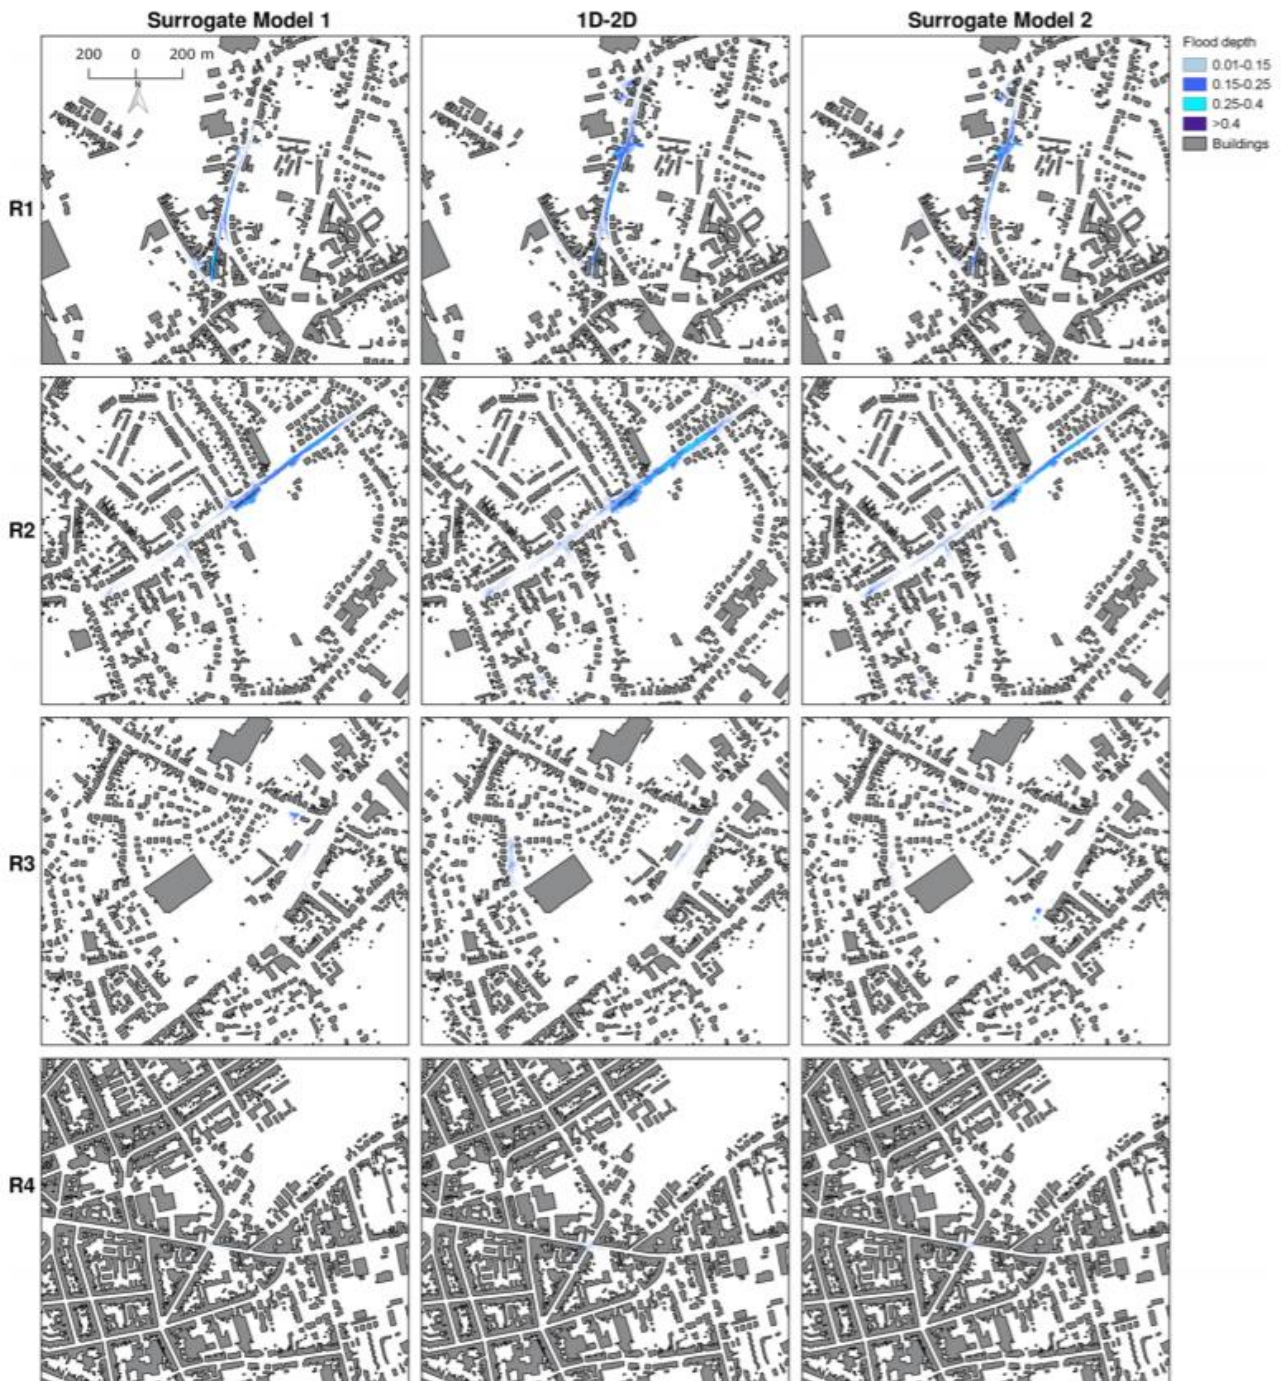 Surrogate Model 1 1D-2D Surrogate Model 2
200 0 200 m
N
Flood depth
0.01-0.15
0.15-0.25
0.25-0.4
>0.4
Buildings
R1
R2
R3
R4